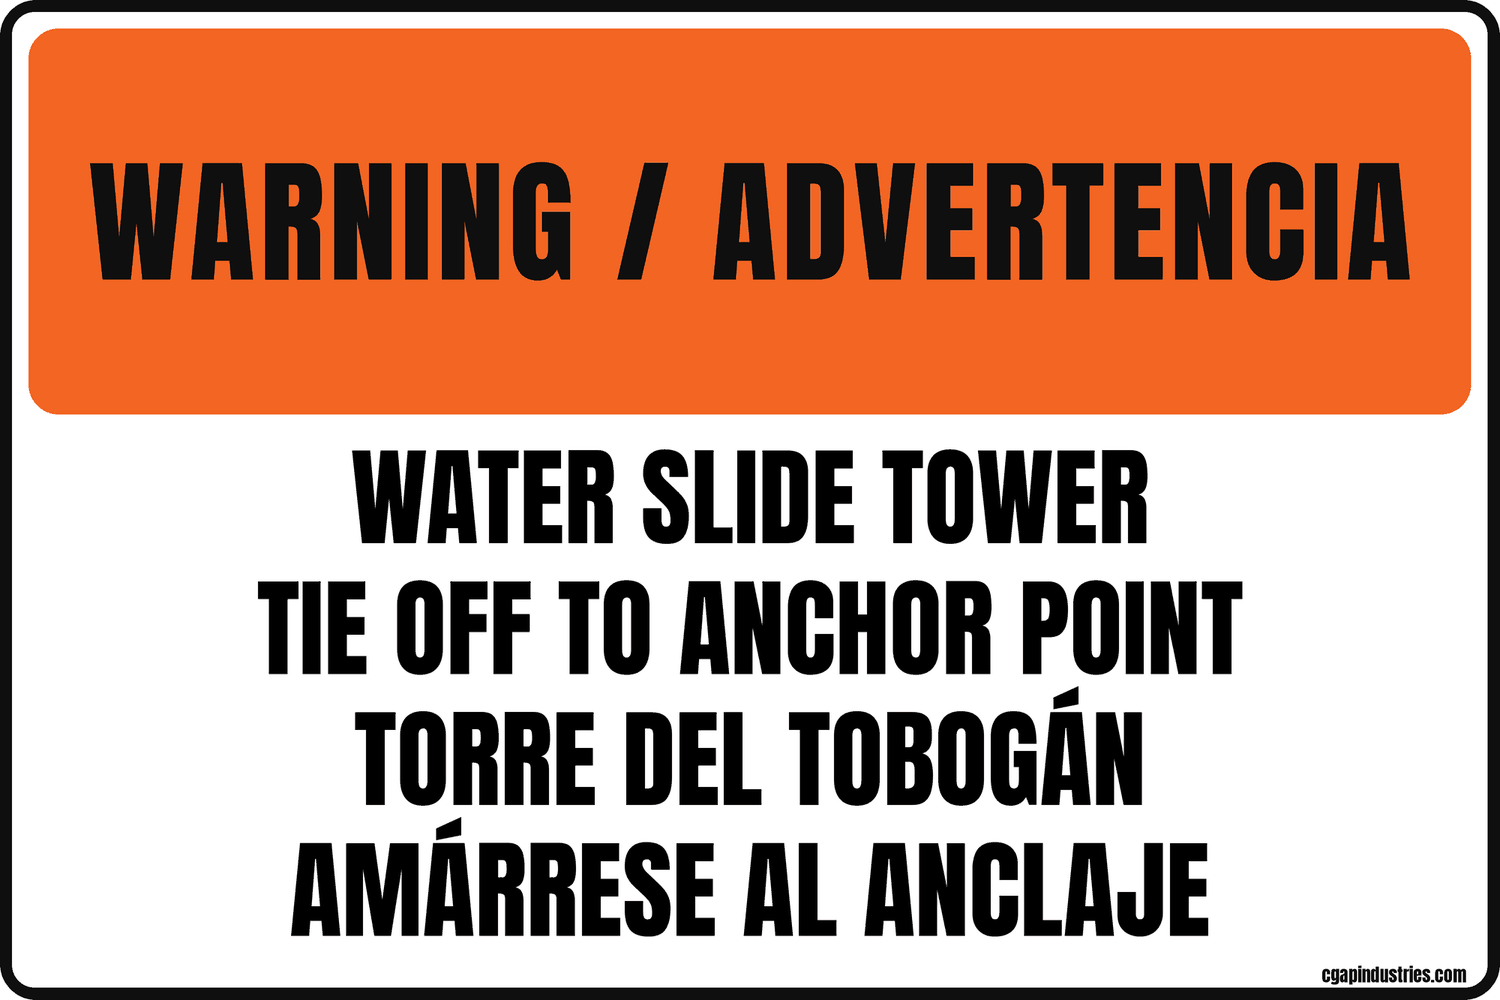 WARNING / ADVERTENCIA
WATER SLIDE TOWER
TIE OFF TO ANCHOR POINT
TORRE DEL TOBOGÁN
AMÁRRESE AL ANCLAJE
cgapindustries.com